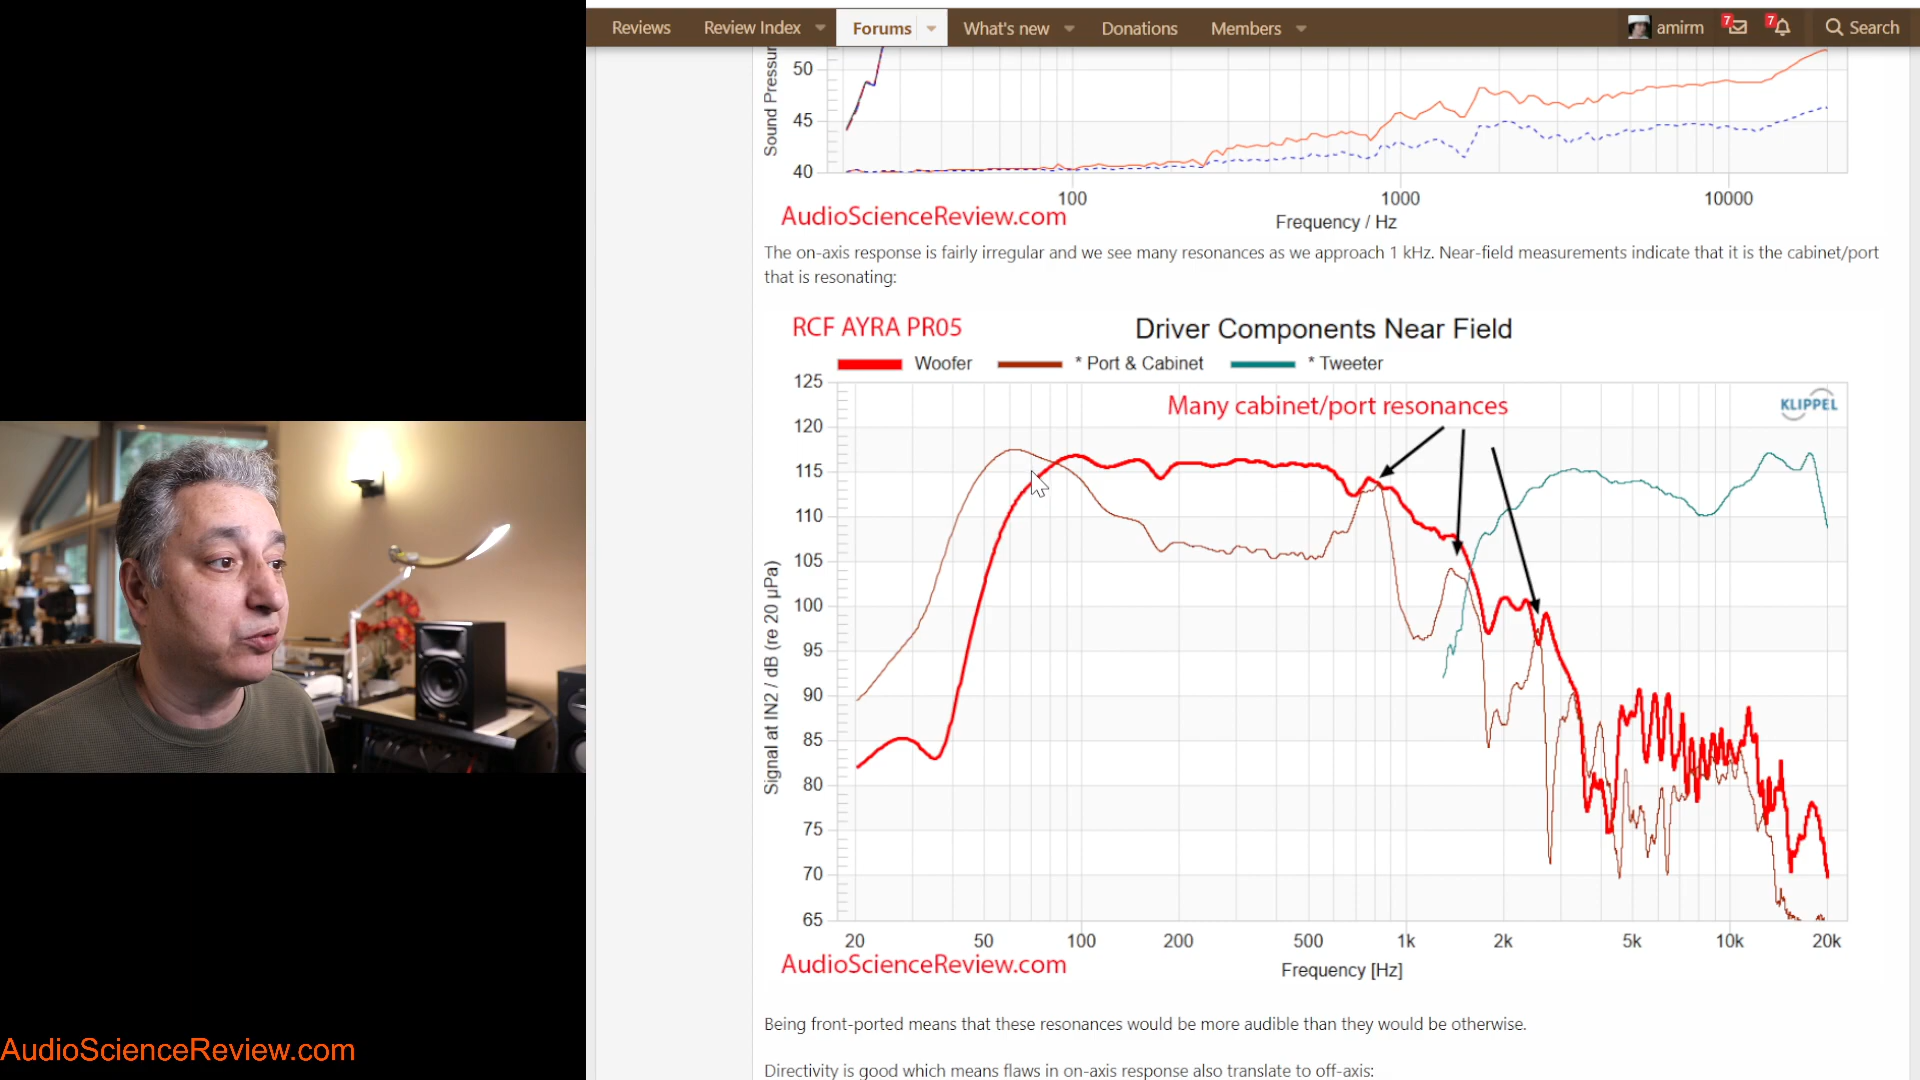 Reviews Review Index Forums What's new Donations Members 7 7 amirm Search
Sound Pressur
50
45
40
100 1000 10000
AudioScienceReview.com
Frequency / Hz
The on-axis response is fairly irregular and we see many resonances as we approach 1 kHz. Near-field measurements indicate that it is the cabinet/port
that is resonating:
RCF AYRA PR05
Driver Components Near Field
Woofer * Port & Cabinet * Tweeter
Many cabinet/port resonances
KLIPPEL
Signal at IN2 / dB (re 20 µPa)
125
120
115
110
105
100
95
90
85
80
75
70
65
20 50 100 200 500 1k 2k 5k 10k 20k
AudioScienceReview.com
Frequency [Hz]
Being front-ported means that these resonances would be more audible than they would be otherwise.
Directivity is good which means flaws in on-axis response also translate to off-axis:
AudioScienceReview.com